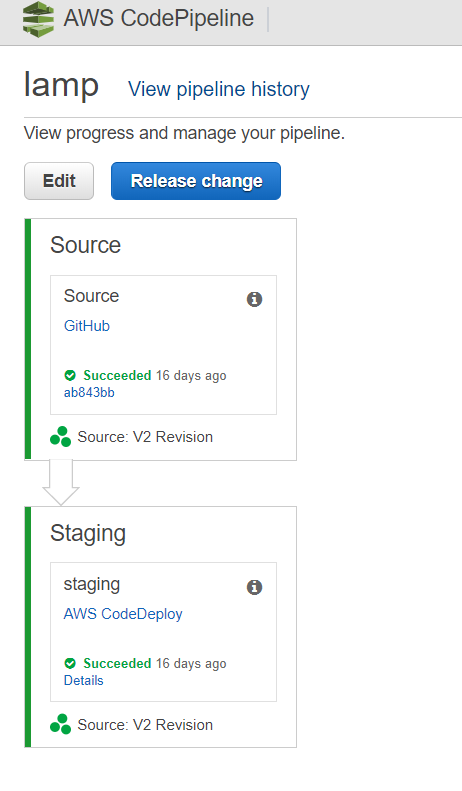 AWS CodePipeline
lamp View pipeline history
View progress and manage your pipeline.
Edit Release change
Source
Source
GitHub
Succeeded 16 days ago
ab843bb
Source: V2 Revision
Staging
staging
AWS CodeDeploy
Succeeded 16 days ago
Details
Source: V2 Revision